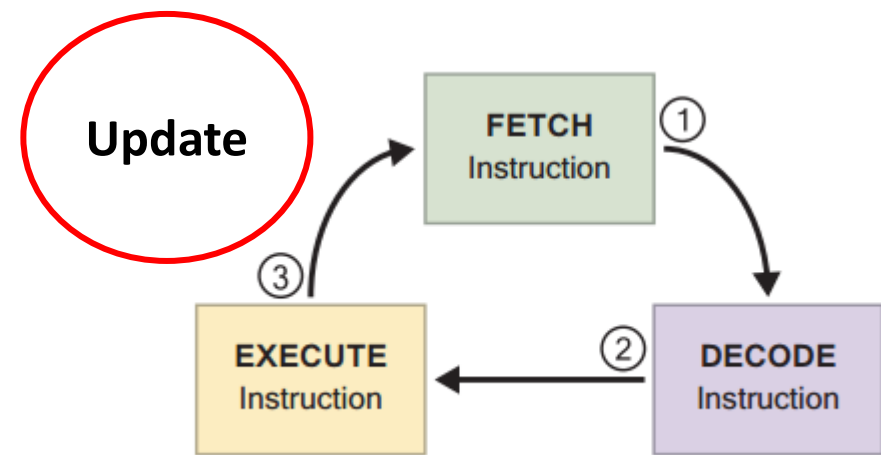 Update
FETCH
Instruction
1
3
EXECUTE
Instruction
2
DECODE
Instruction